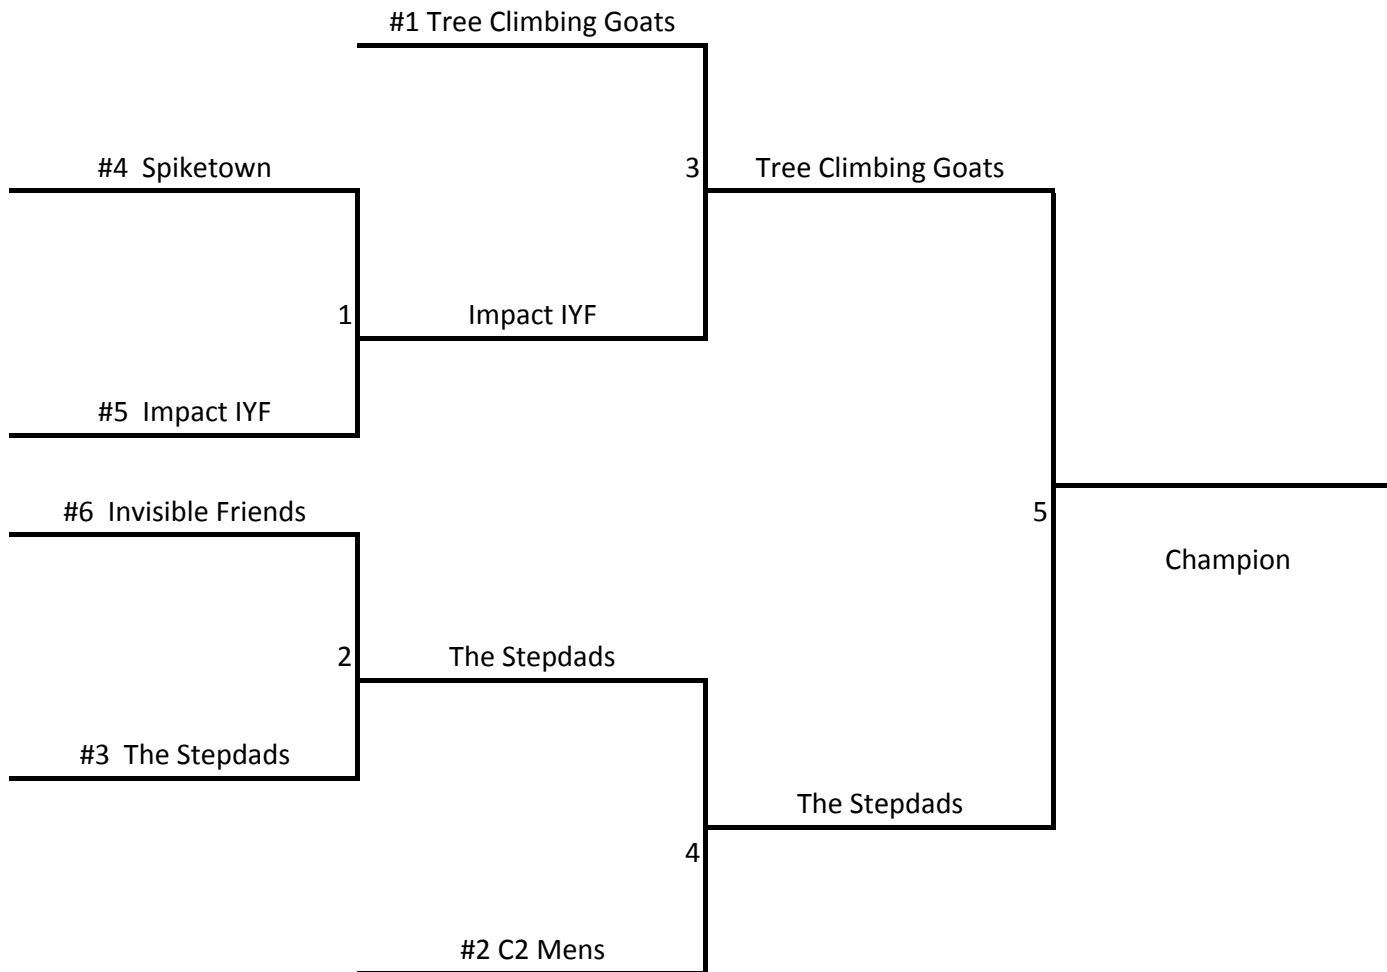 #1 Tree Climbing Goats
#4  Spiketown
3
Tree Climbing Goats
1
Impact IYF
#5  Impact IYF
#6  Invisible Friends
5
Champion
2
The Stepdads
#3  The Stepdads
The Stepdads
4
#2 C2 Mens